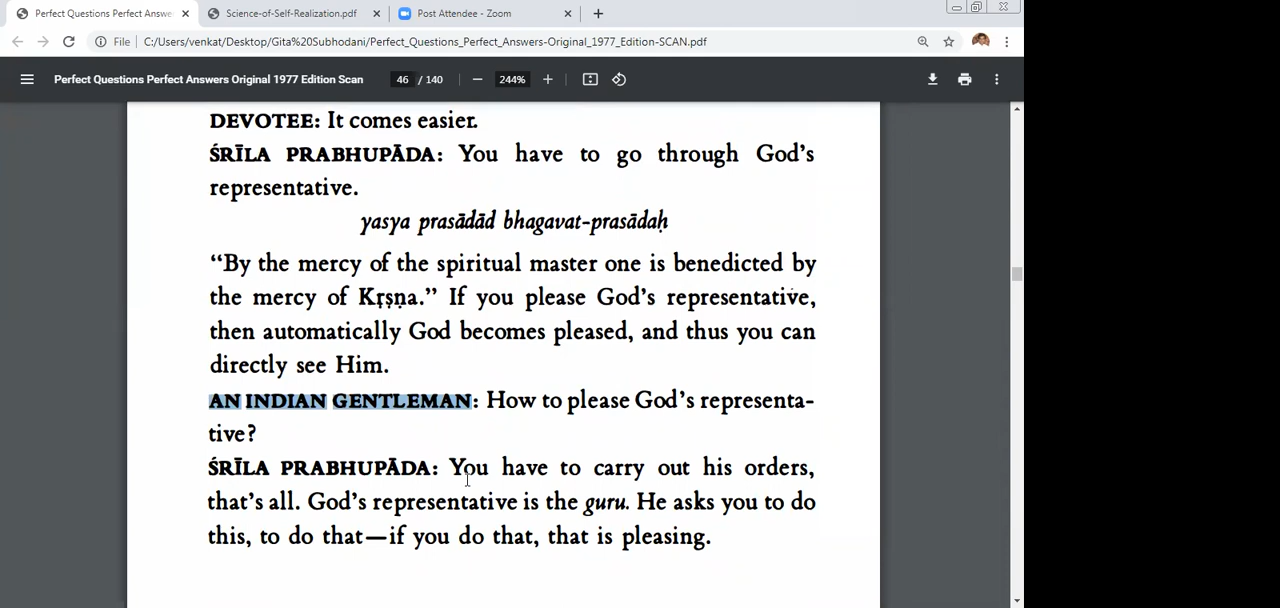 Perfect Questions Perfect Answe
Science-of-Self-Realization.pdf
Post Attendee - Zoom
File
C:/Users/venkat/Desktop/Gita%20Subhodani/Perfect_Questions_Perfect_Answers-Original_1977_Edition-SCAN.pdf
Perfect Questions Perfect Answers Original 1977 Edition Scan
46 / 140
244%
DEVOTEE: It comes easier.
ŚRĪLA PRABHUPĀDA: You have to go through God's
representative.
yasya prasādād bhagavat-prasādaḥ
“By the mercy of the spiritual master one is benedicted by
the mercy of Kṛṣṇa.” If you please God's representative,
then automatically God becomes pleased, and thus you can
directly see Him.
AN INDIAN GENTLEMAN: How to please God's representa-
tive?
ŚRĪLA PRABHUPĀDA: You have to carry out his orders,
that's all. God's representative is the guru. He asks you to do
this, to do that—if you do that, that is pleasing.